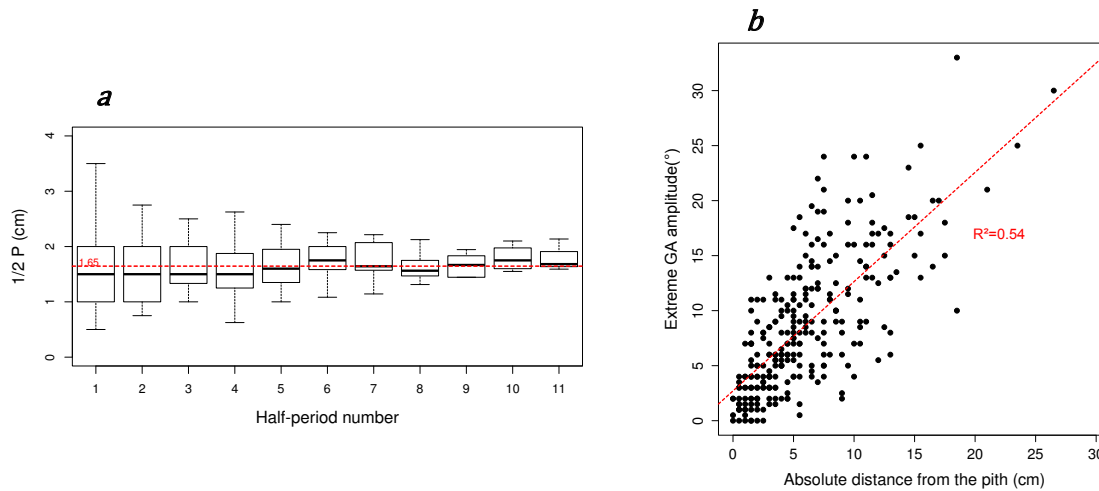 a
1/2 P (cm)
4
3
2
1
0
1.65
1 2 3 4 5 6 7 8 9 10 11
Half-period number
b
Extreme GA amplitude(°)
30
25
20
15
10
5
0
R²=0.54
0 5 10 15 20 25 30
Absolute distance from the pith (cm)